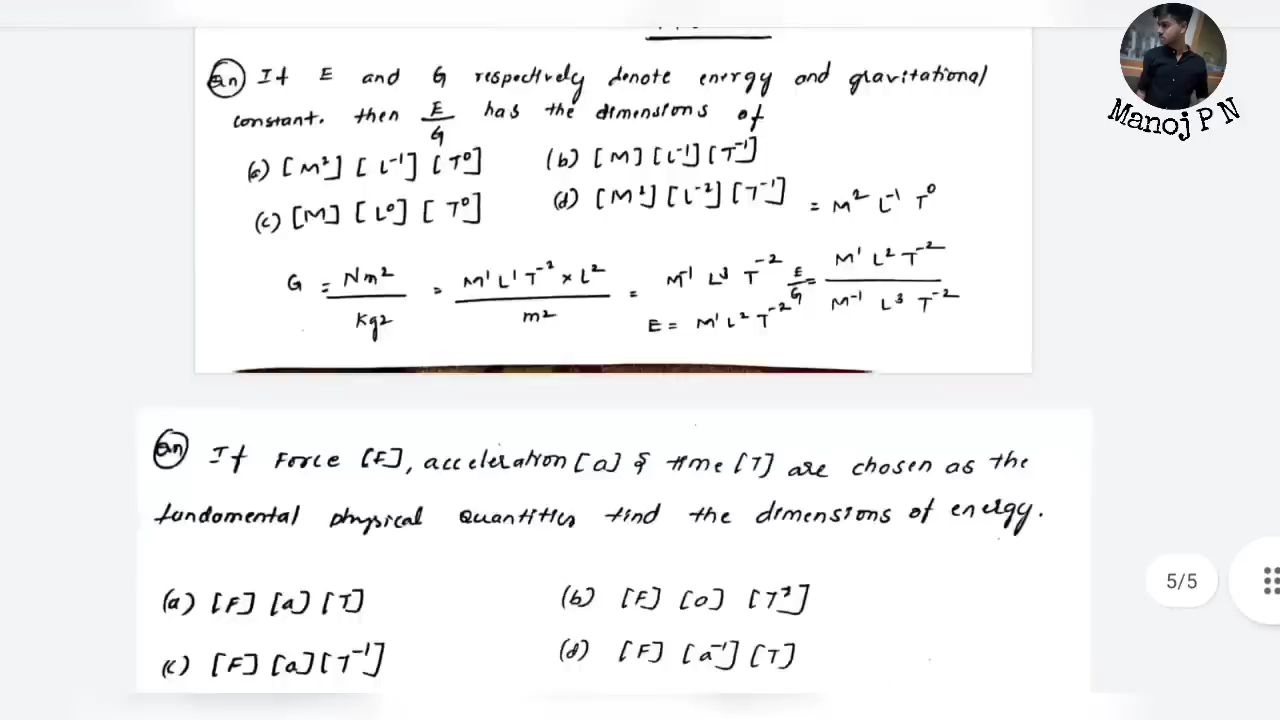 Manoj P N
Qn If E and G respectively denote energy and gravitational
constant. then E/G has the dimensions of
(a) [M²] [L⁻¹] [T⁰] (b) [M] [L⁻¹] [T⁻¹]
(c) [M] [L⁰] [T⁰] (d) [M²] [L⁻²] [T⁻¹] = M² L⁻¹ T⁰
G = Nm²/Kg² = M¹ L¹ T⁻² × L²/m² = M⁻¹ L³ T⁻² E/G = M¹ L² T⁻²/M⁻¹ L³ T⁻²
E = M¹ L² T⁻²
Qn If Force [F], acceleration [a] & time [T] are chosen as the
fundamental physical quantities find the dimensions of energy.
(a) [F] [a] [T] (b) [F] [a] [T²]
(c) [F] [a] [T⁻¹] (d) [F] [a⁻¹] [T]
5/5